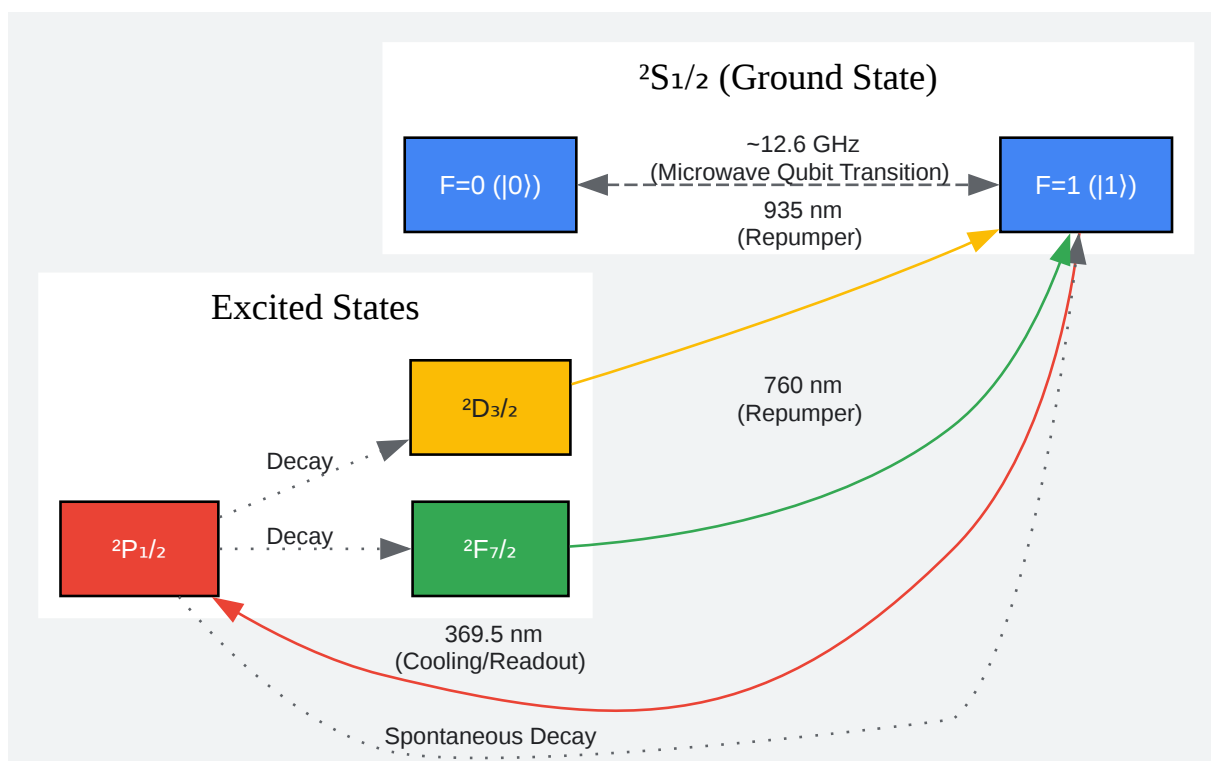 ²S₁/₂ (Ground State)
~12.6 GHz
(Microwave Qubit Transition)
F=0 (|0⟩)
F=1 (|1⟩)
935 nm
(Repumper)
Excited States
760 nm
(Repumper)
²D₃/₂
Decay
Decay
²P₁/₂
²F₇/₂
369.5 nm
(Cooling/Readout)
Spontaneous Decay